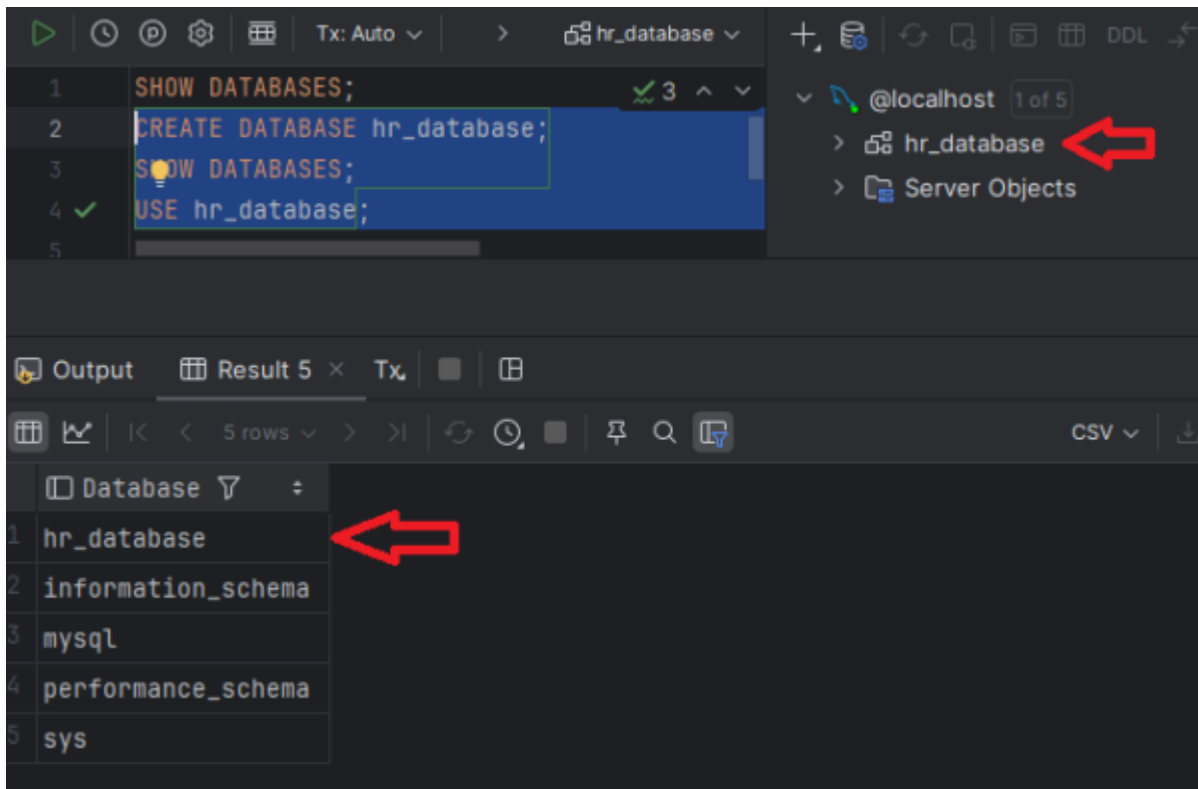 Tx: Auto
hr_database
DDL
1 SHOW DATABASES;
3
2 CREATE DATABASE hr_database;
3 SHOW DATABASES;
4 USE hr_database;
5
@localhost 1 of 5
hr_database
Server Objects
Output Result 5 × Tx
5 rows
CSV
Database
1 hr_database
2 information_schema
3 mysql
4 performance_schema
5 sys